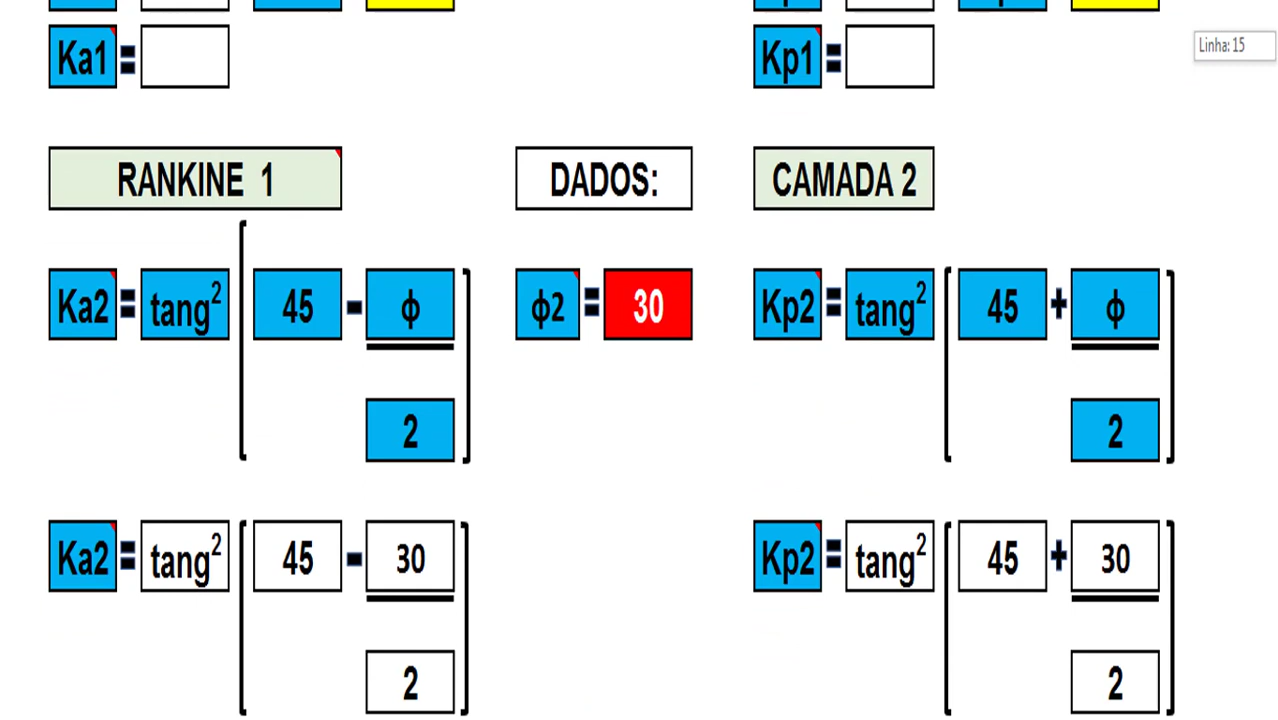 Ka1 =
Kp1 =
Linha: 15
RANKINE 1
DADOS:
CAMADA 2
Ka2 = tang² [ 45 - ϕ
2 ]
ϕ2 = 30
Kp2 = tang² [ 45 + ϕ
2 ]
Ka2 = tang² [ 45 - 30
2 ]
Kp2 = tang² [ 45 + 30
2 ]